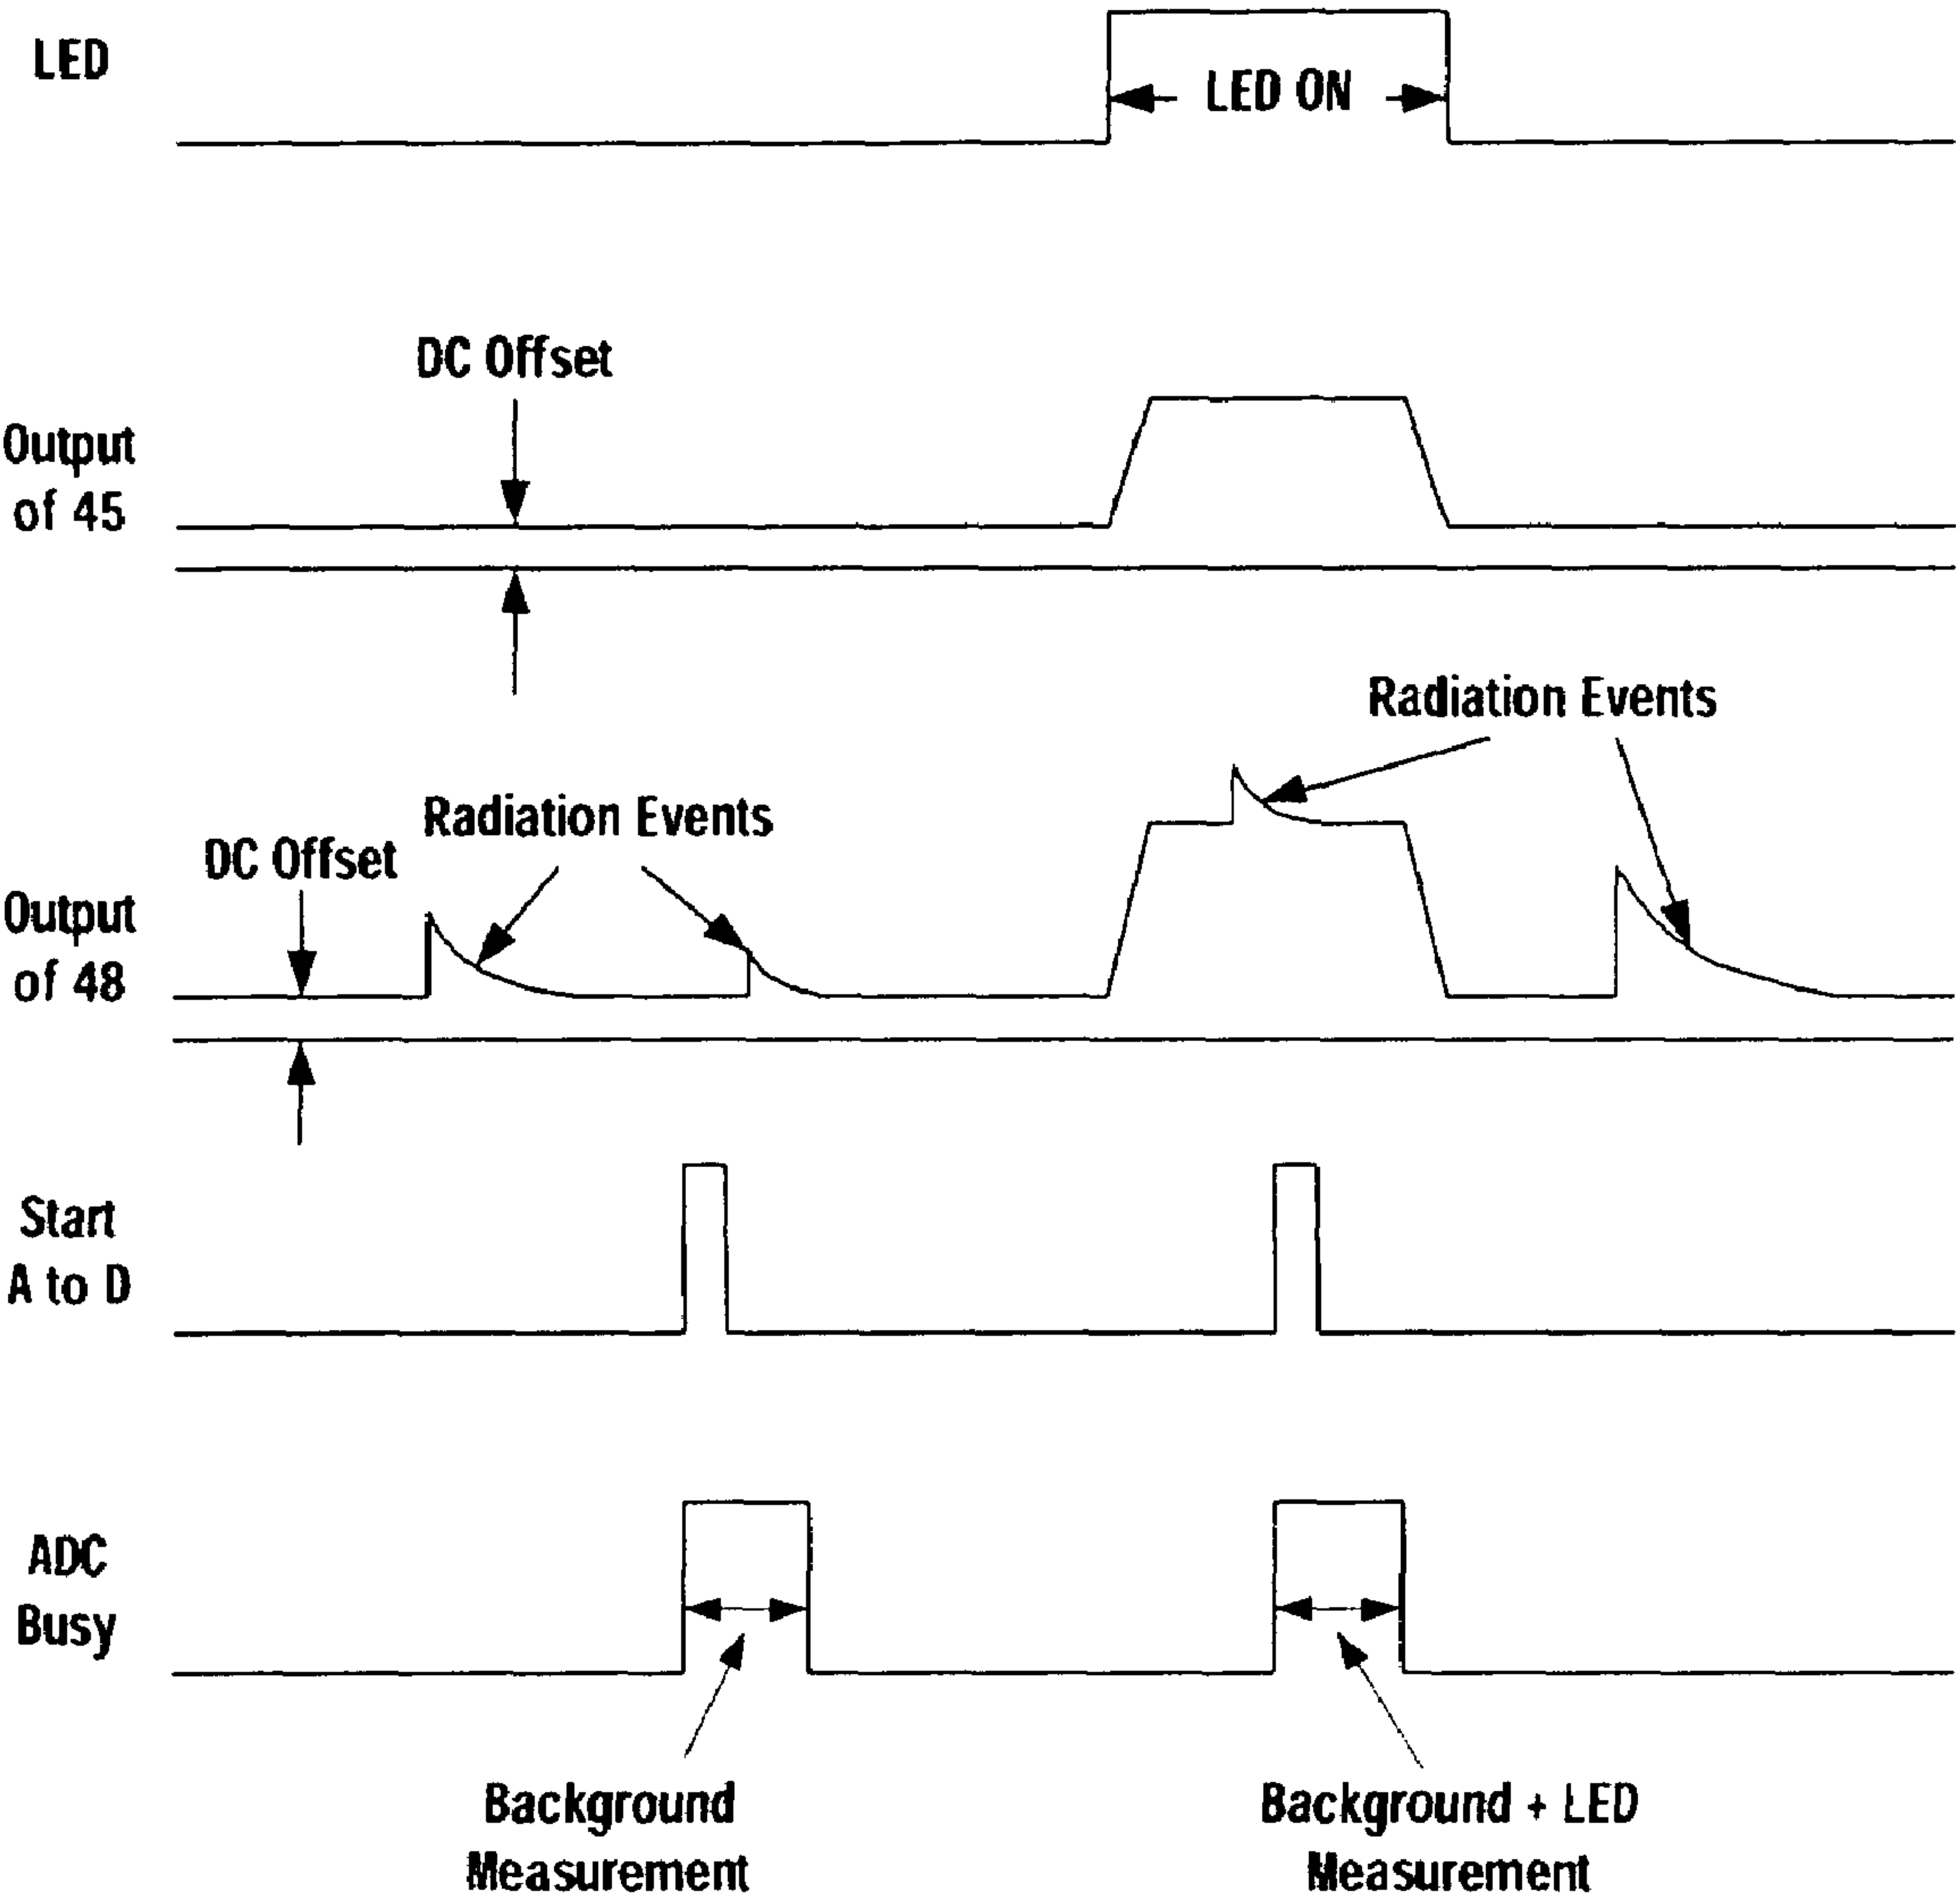 LED
LED ON
DC Offset
Output
of 45
Radiation Events
Radiation Events
DC Offset
Output
of 48
Start
A to D
ADC
Busy
Background
Measurement
Background + LED
Measurement